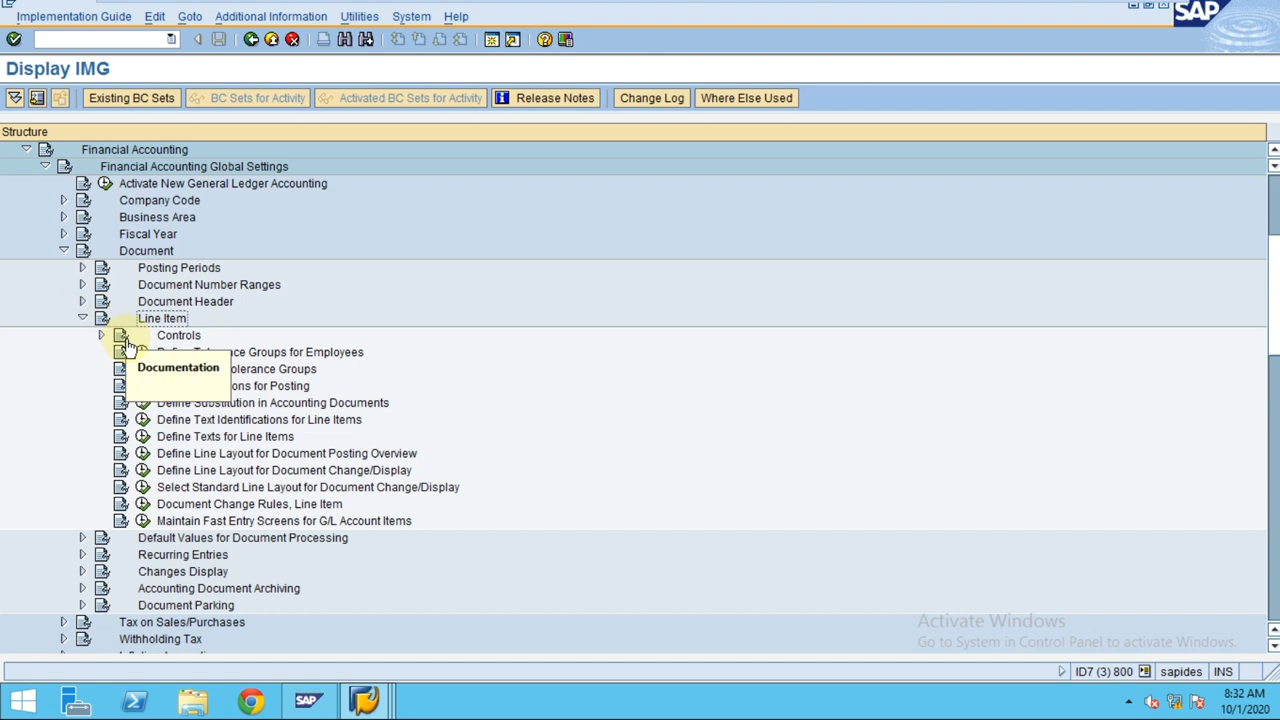 Implementation Guide Edit Goto Additional Information Utilities System Help
SAP
Display IMG
Existing BC Sets BC Sets for Activity Activated BC Sets for Activity Release Notes Change Log Where Else Used
Structure
Financial Accounting
Financial Accounting Global Settings
Activate New General Ledger Accounting
Company Code
Business Area
Fiscal Year
Document
Posting Periods
Document Number Ranges
Document Header
Line Item
Controls
Groups for Employees
Documentation
Groups
for Posting
Define Substitution in Accounting Documents
Define Text Identifications for Line Items
Define Texts for Line Items
Define Line Layout for Document Posting Overview
Define Line Layout for Document Change/Display
Select Standard Line Layout for Document Change/Display
Document Change Rules, Line Item
Maintain Fast Entry Screens for G/L Account Items
Default Values for Document Processing
Recurring Entries
Changes Display
Accounting Document Archiving
Document Parking
Tax on Sales/Purchases
Withholding Tax
Activate Windows
Go to System in Control Panel to activate Windows.
ID7 (3) 800 sapides INS
SAP
8:32 AM
10/1/2020